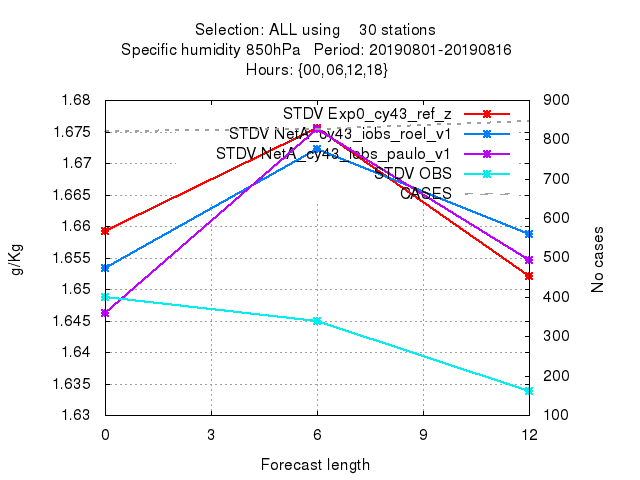 Selection: ALL using    30 stations
Specific humidity 850hPa   Period: 20190801-20190816
Hours: {00,06,12,18}
1.68
1.675
1.67
1.665
1.66
1.655
1.65
1.645
1.64
1.635
1.63
g/Kg
STDV Exp0_cy43_ref_z
STDV NetA_cy43_iobs_roel_v1
STDV NetA_cy43_iobs_paulo_v1
STDV OBS
CASES
900
800
700
600
500
400
300
200
100
No cases
0 3 6 9 12
Forecast length